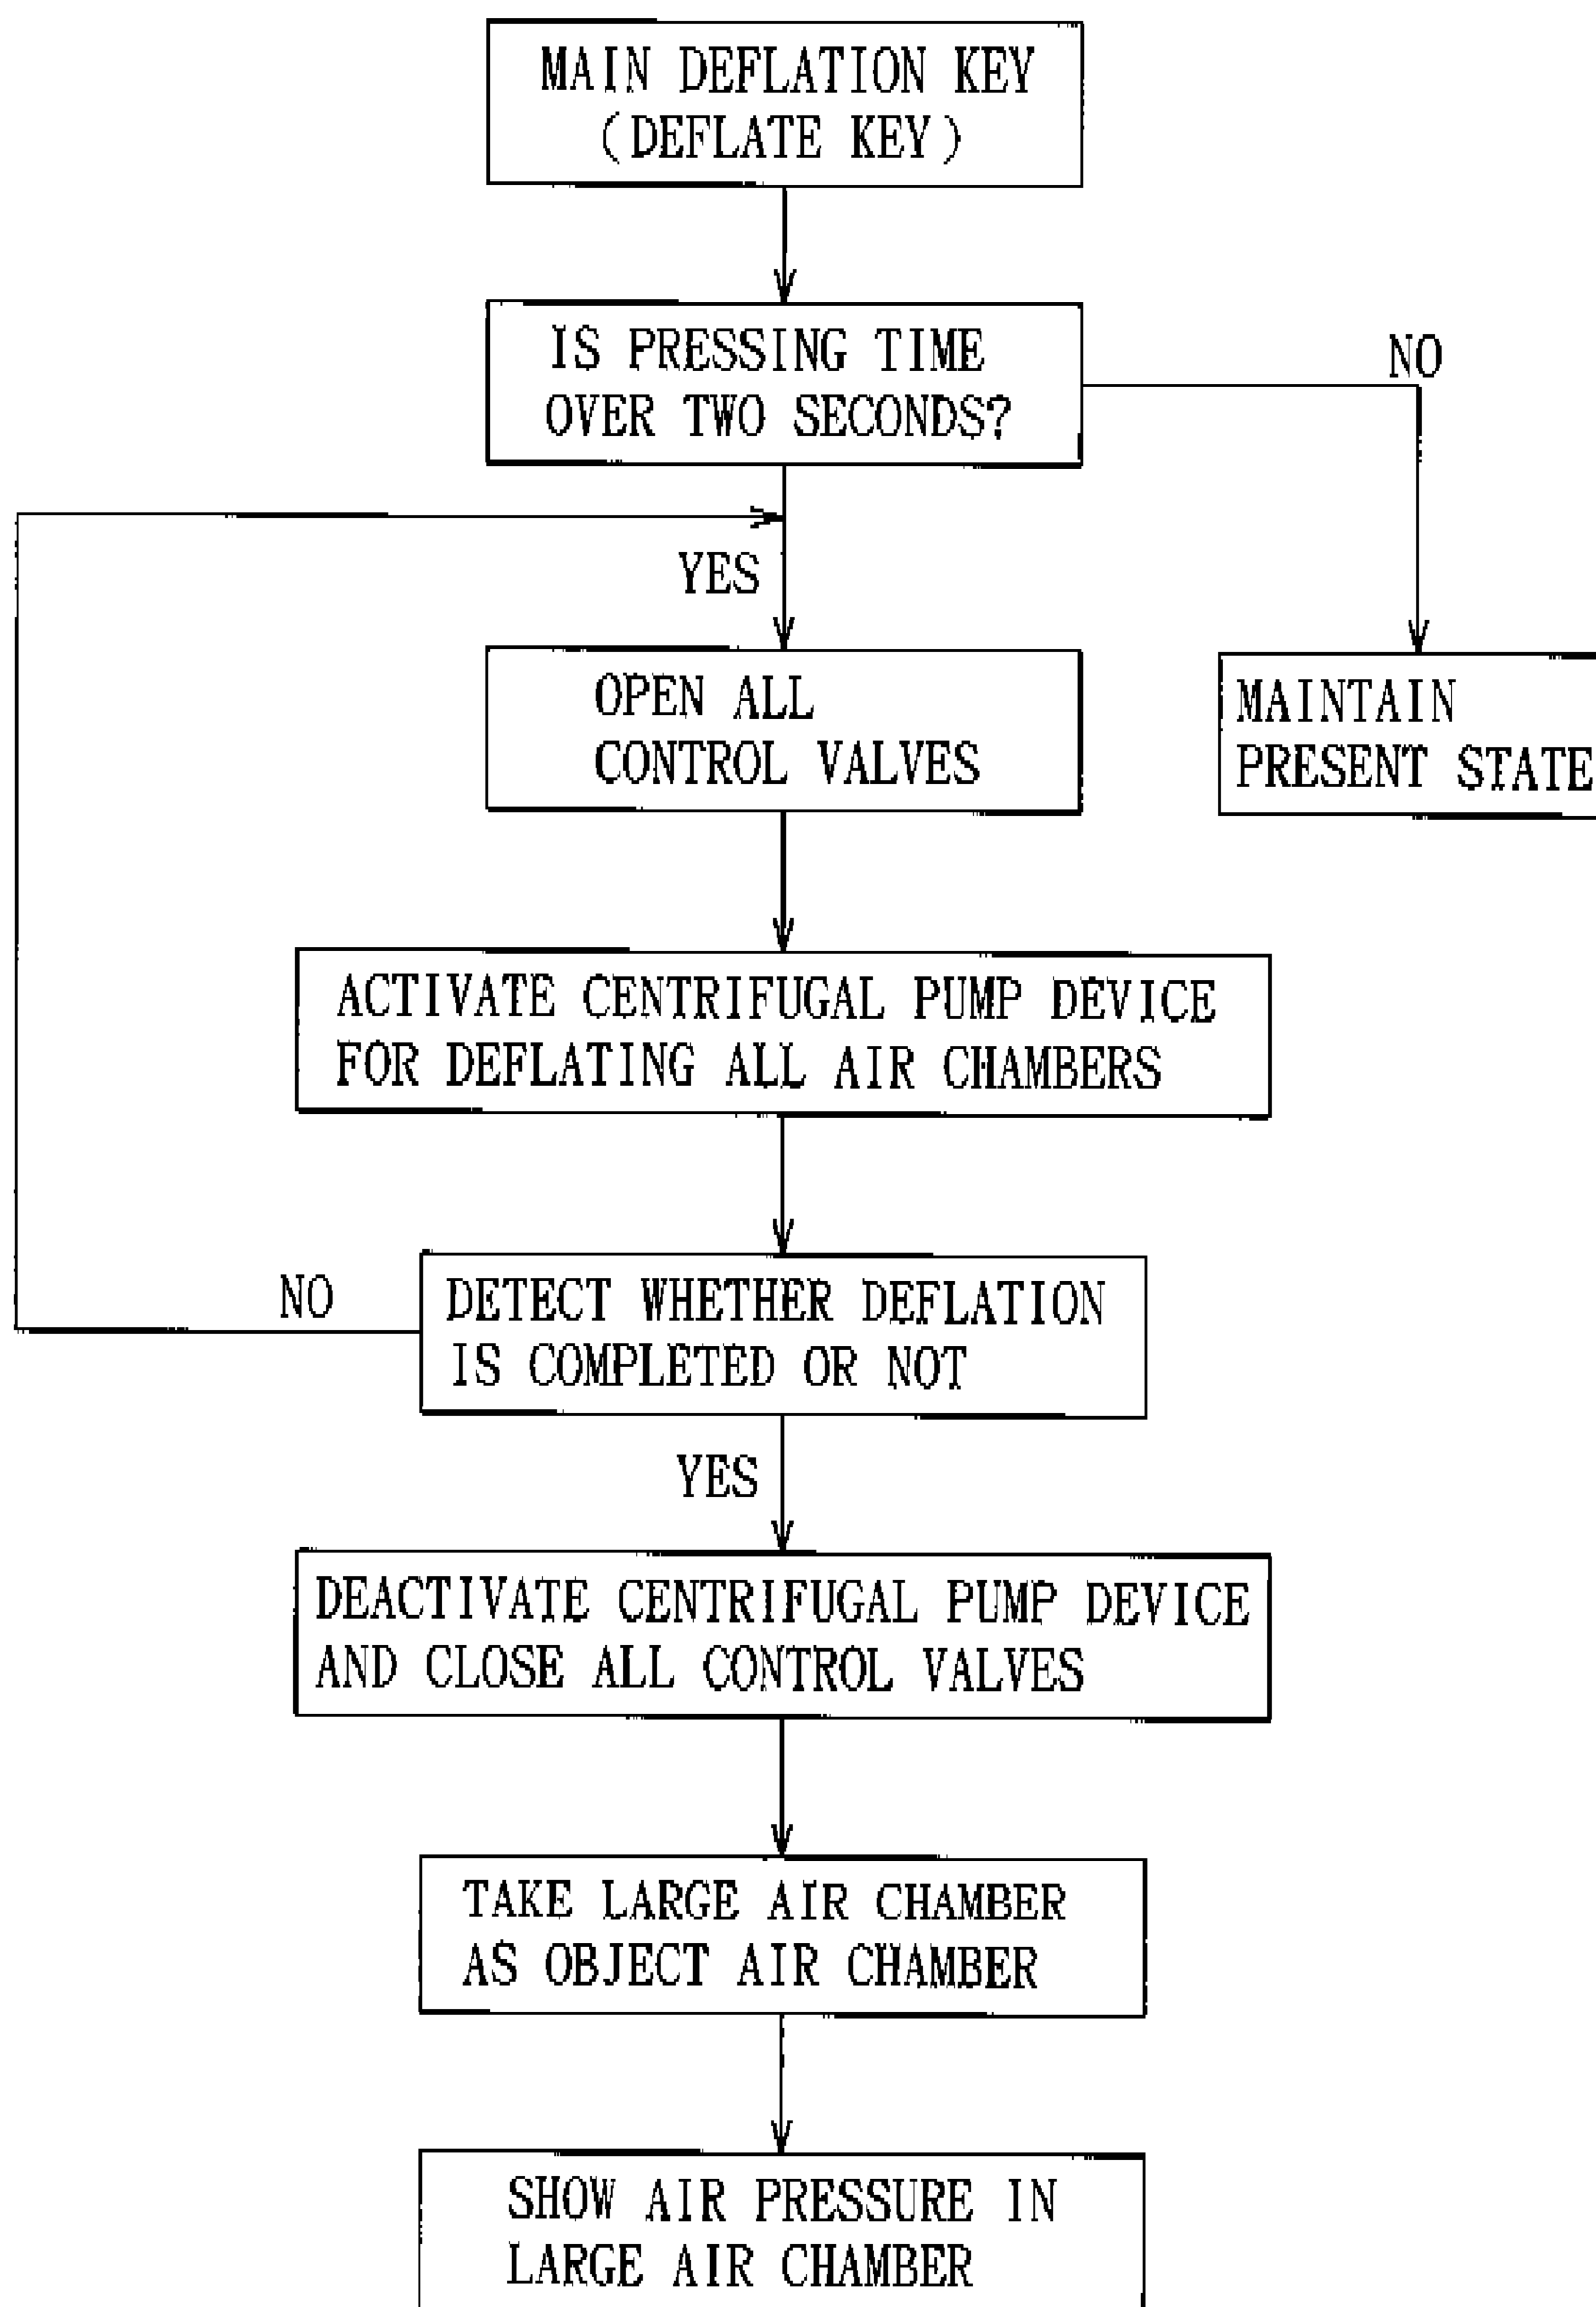 MAIN DEFLATION KEY
(DEFLATE KEY)
IS PRESSING TIME
OVER TWO SECONDS?
NO
YES
OPEN ALL
CONTROL VALVES
MAINTAIN
PRESENT STATE
ACTIVATE CENTRIFUGAL PUMP DEVICE
FOR DEFLATING ALL AIR CHAMBERS
NO
DETECT WHETHER DEFLATION
IS COMPLETED OR NOT
YES
DEACTIVATE CENTRIFUGAL PUMP DEVICE
AND CLOSE ALL CONTROL VALVES
TAKE LARGE AIR CHAMBER
AS OBJECT AIR CHAMBER
SHOW AIR PRESSURE IN
LARGE AIR CHAMBER